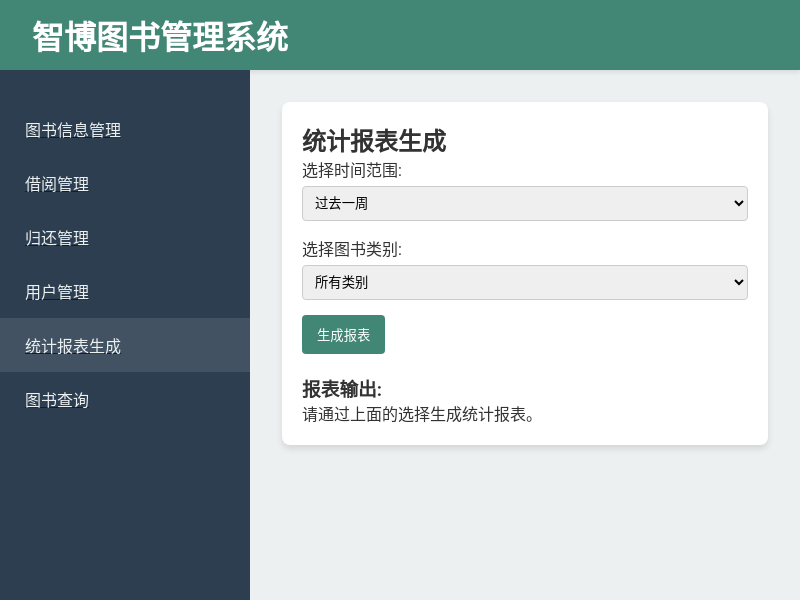 智博图书管理系统
图书信息管理
借阅管理
归还管理
用户管理
统计报表生成
图书查询
统计报表生成
选择时间范围:
过去一周
选择图书类别:
所有类别
生成报表
报表输出:
请通过上面的选择生成统计报表。